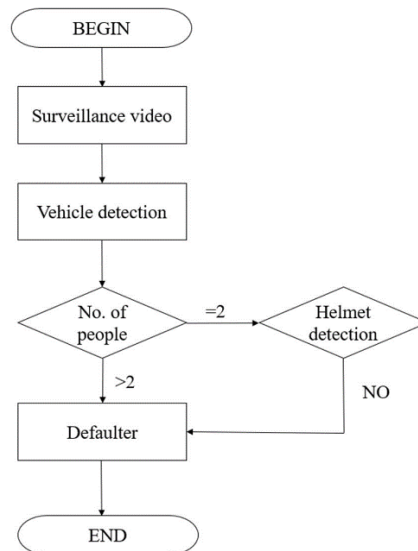 BEGIN
Surveillance video
Vehicle detection
No. of
people
=2
Helmet
detection
>2
NO
Defaulter
END